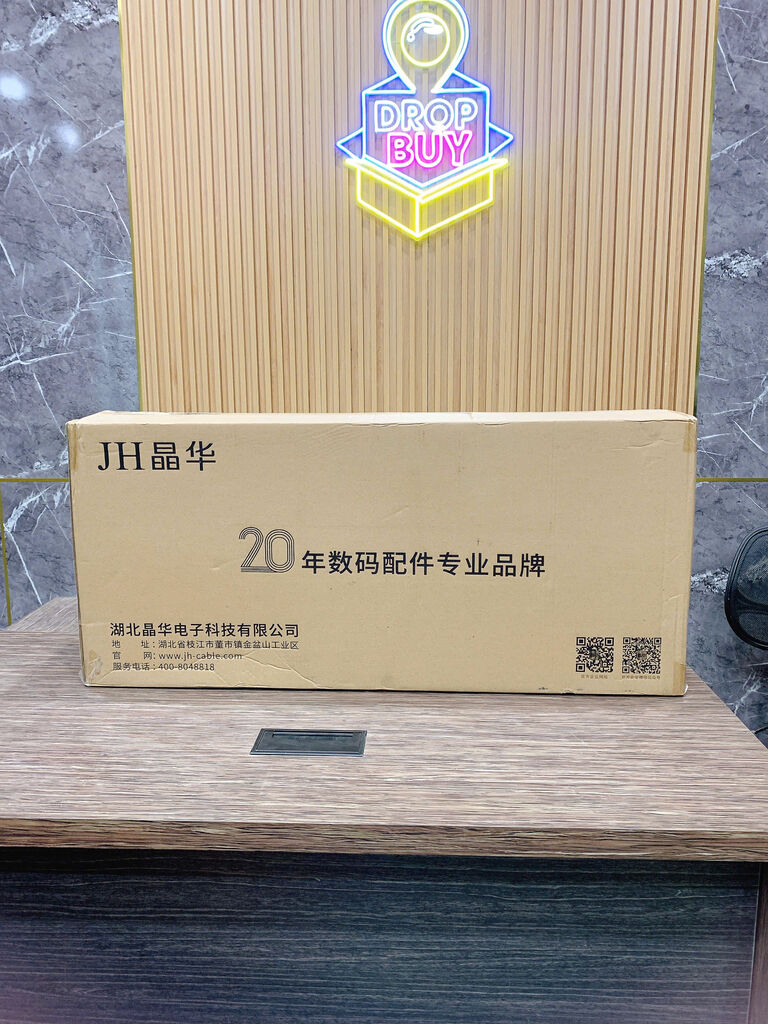 DROP
BUY
JH晶华
20年数码配件专业品牌
湖北晶华电子科技有限公司
地 址:湖北省枝江市董市镇金盆山工业区
官 网:www.jh-cable.com
服务电话:400-8048818